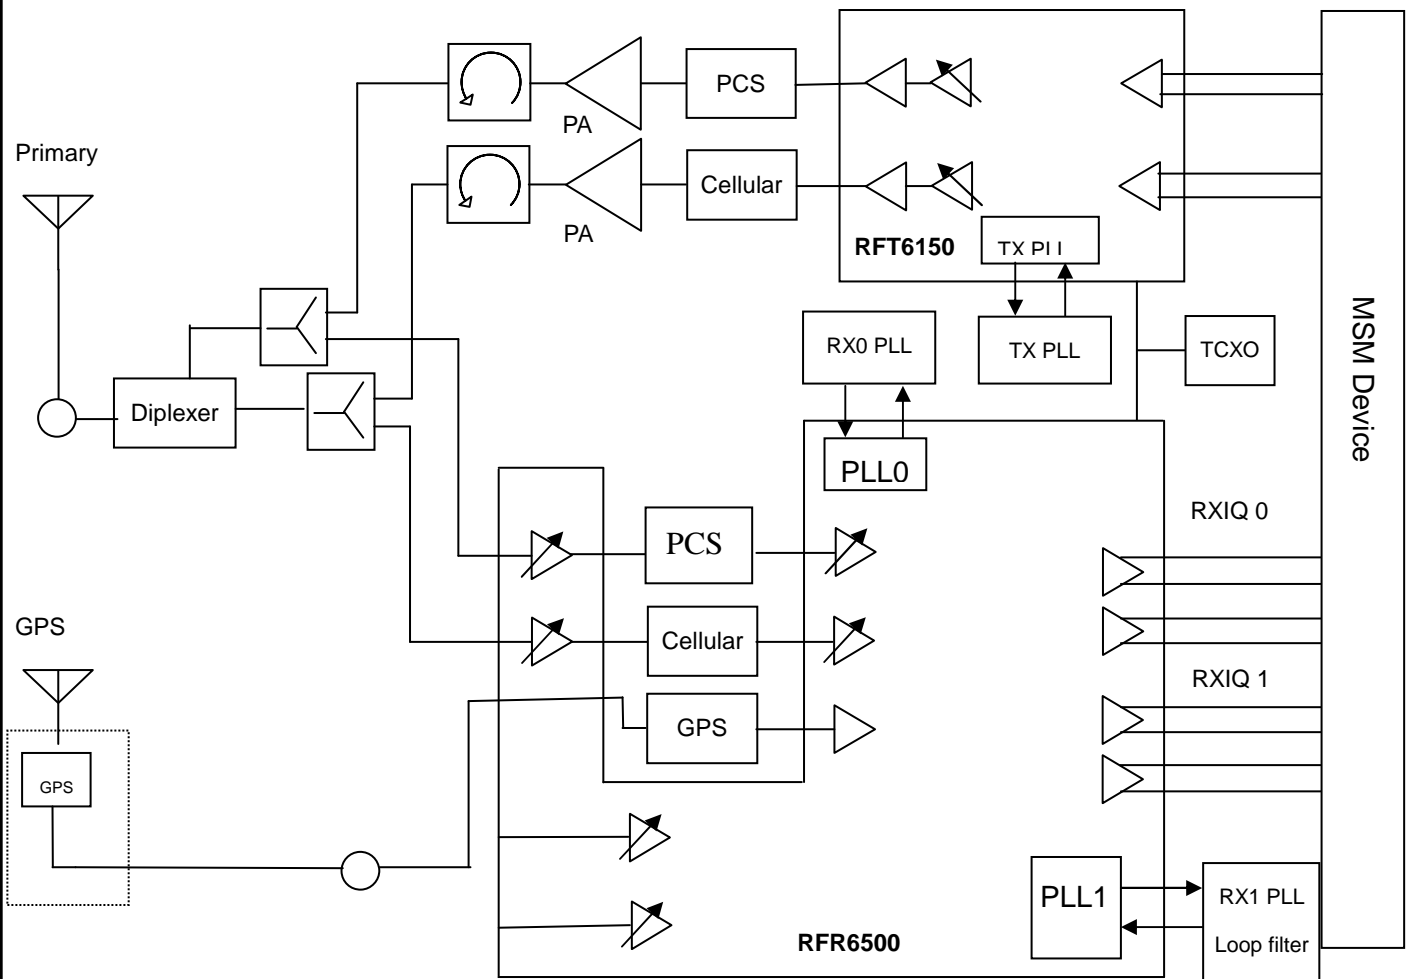 PCS
PA
Primary
Cellular
PA
RFT6150
TX PLL
RX0 PLL
TX PLL
TCXO
MSM Device
Diplexer
PLL0
RXIQ 0
PCS
GPS
Cellular
RXIQ 1
GPS
GPS
PLL1
RX1 PLL
Loop filter
RFR6500